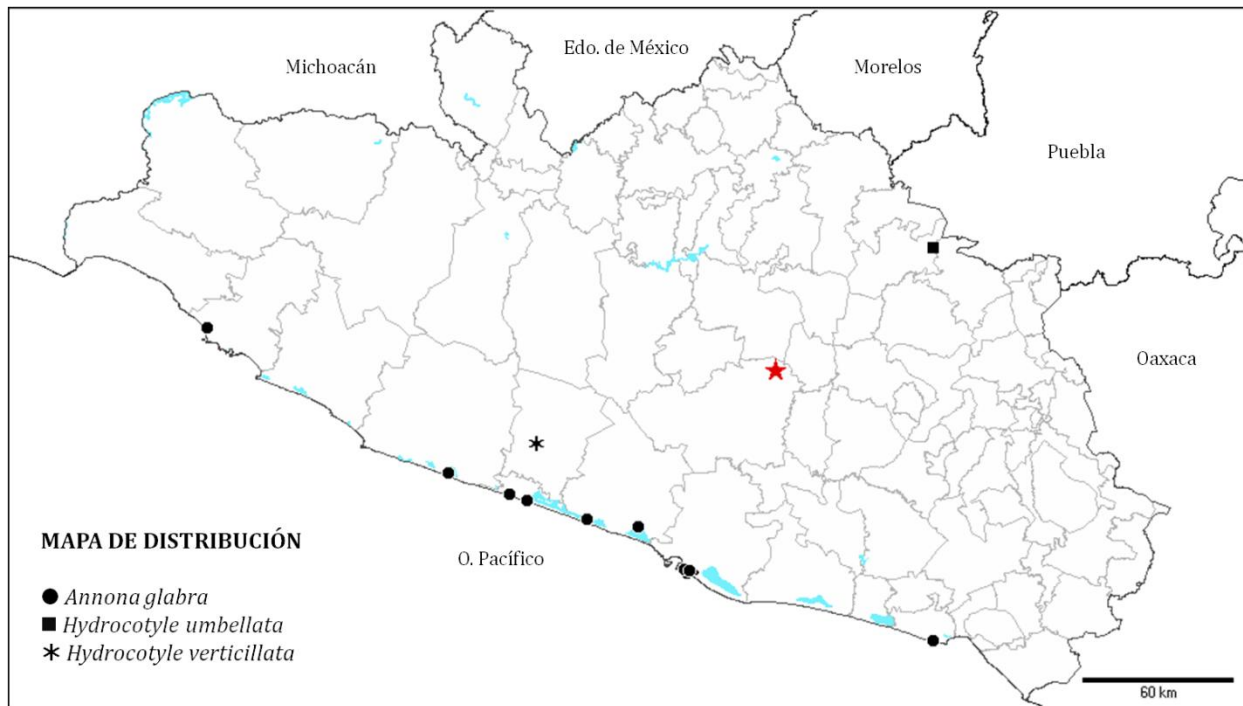 Edo. de México
Michoacán
Morelos
Puebla
Oaxaca
MAPA DE DISTRIBUCIÓN
O. Pacífico
Annona glabra
Hydrocotyle umbellata
Hydrocotyle verticillata
60 km